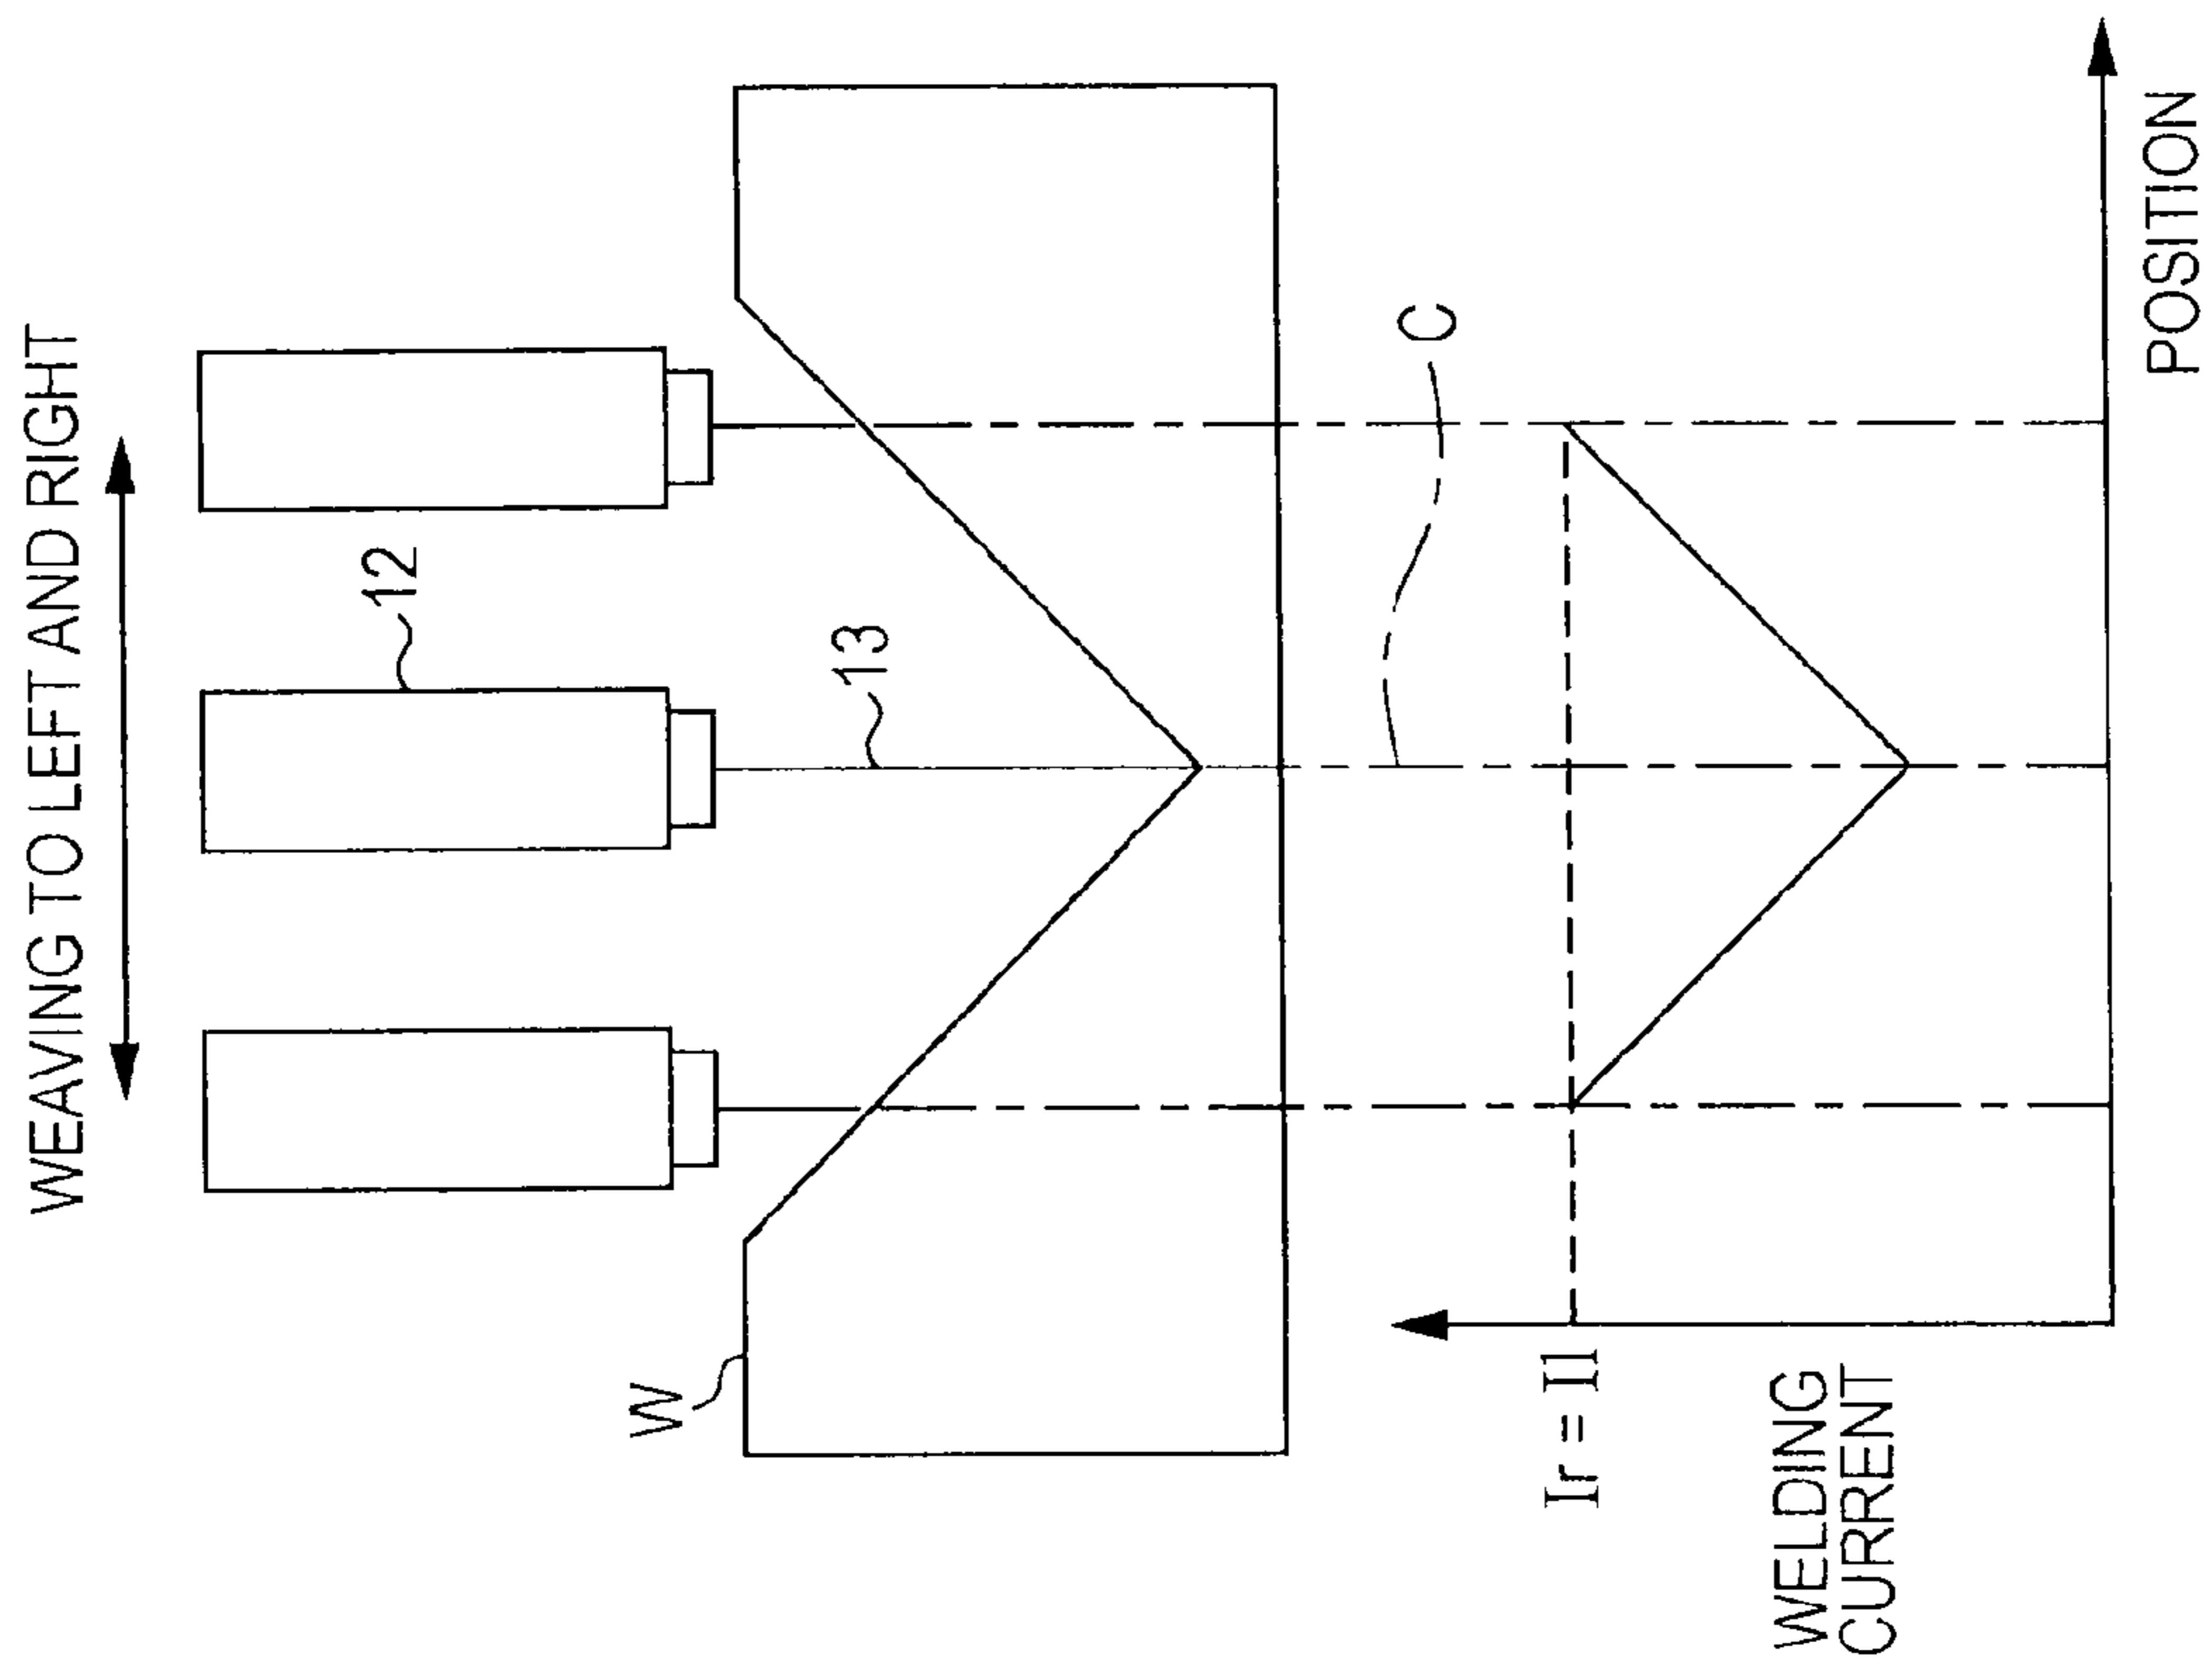 WEAVING TO LEFT AND RIGHT
12
13
W
C
Ir = Il
WELDING
CURRENT
POSITION